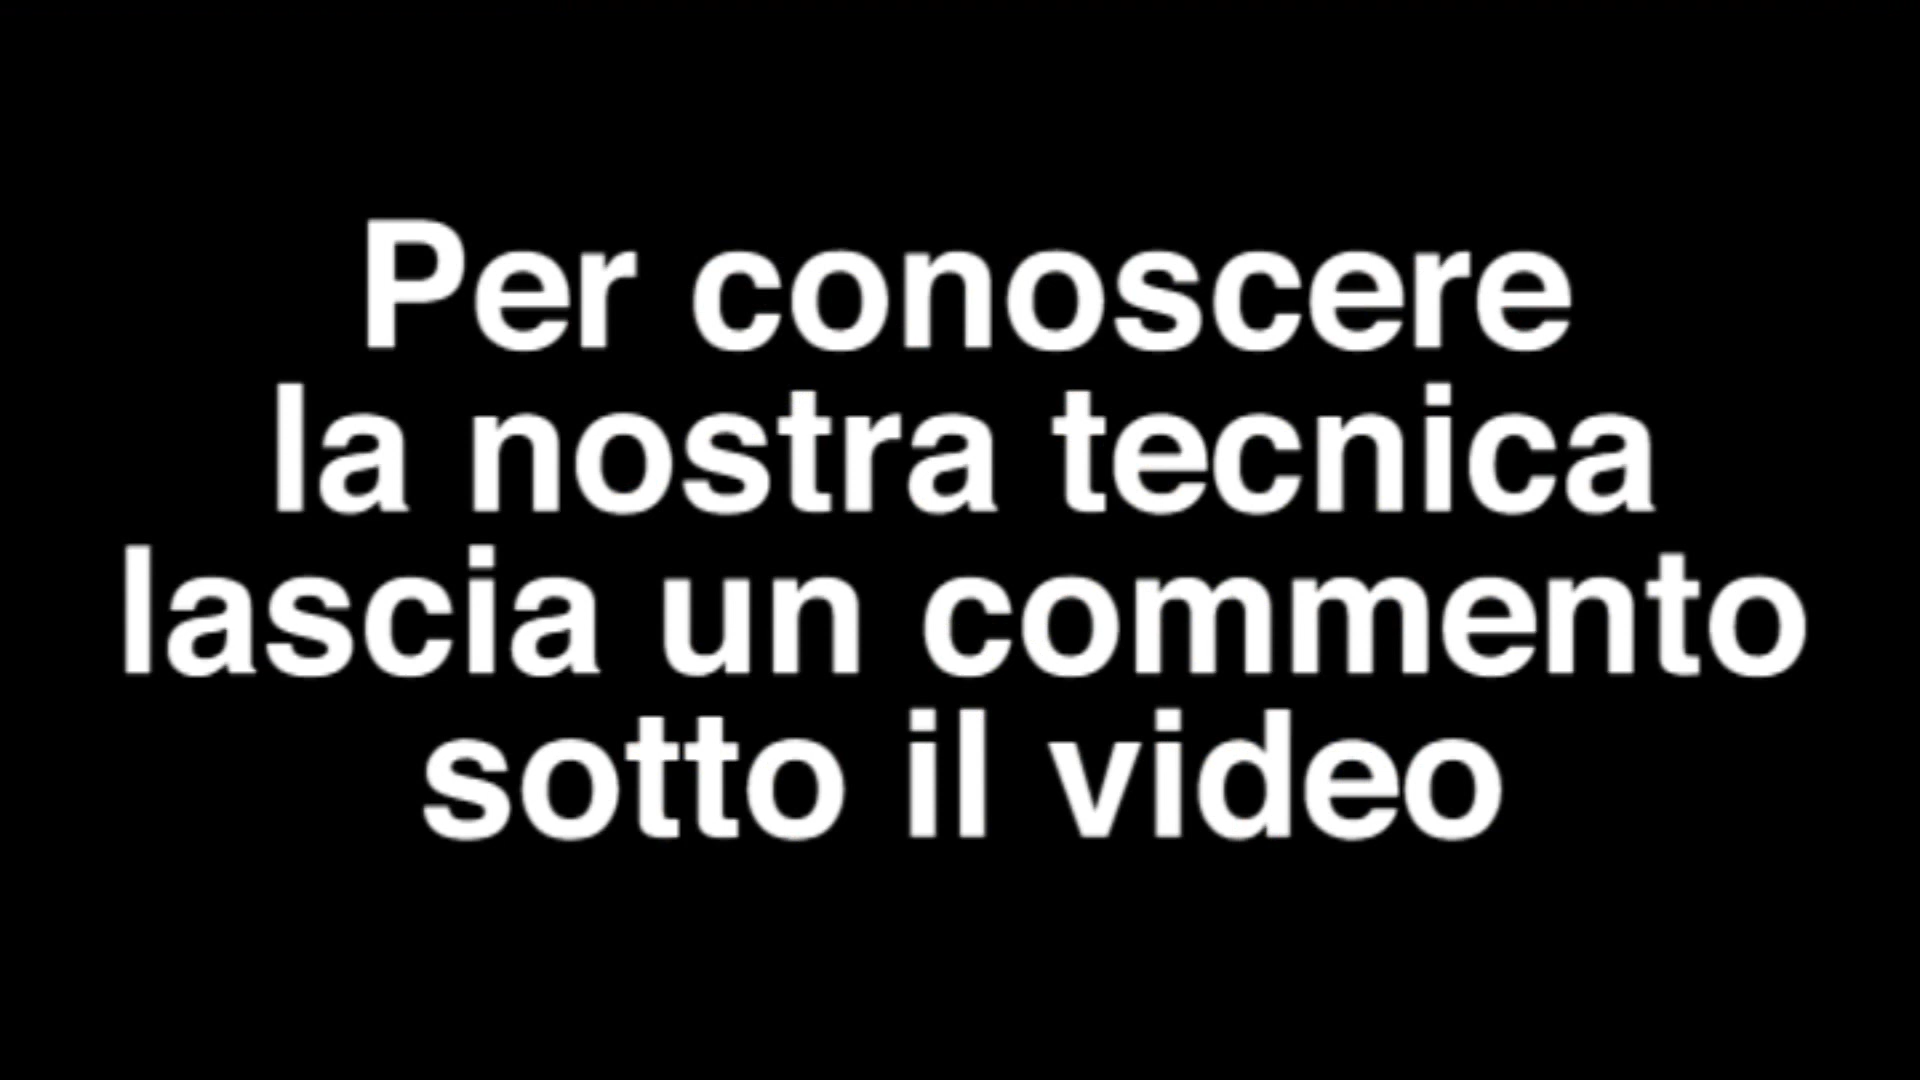 Per conoscere
la nostra tecnica
lascia un commento
sotto il video